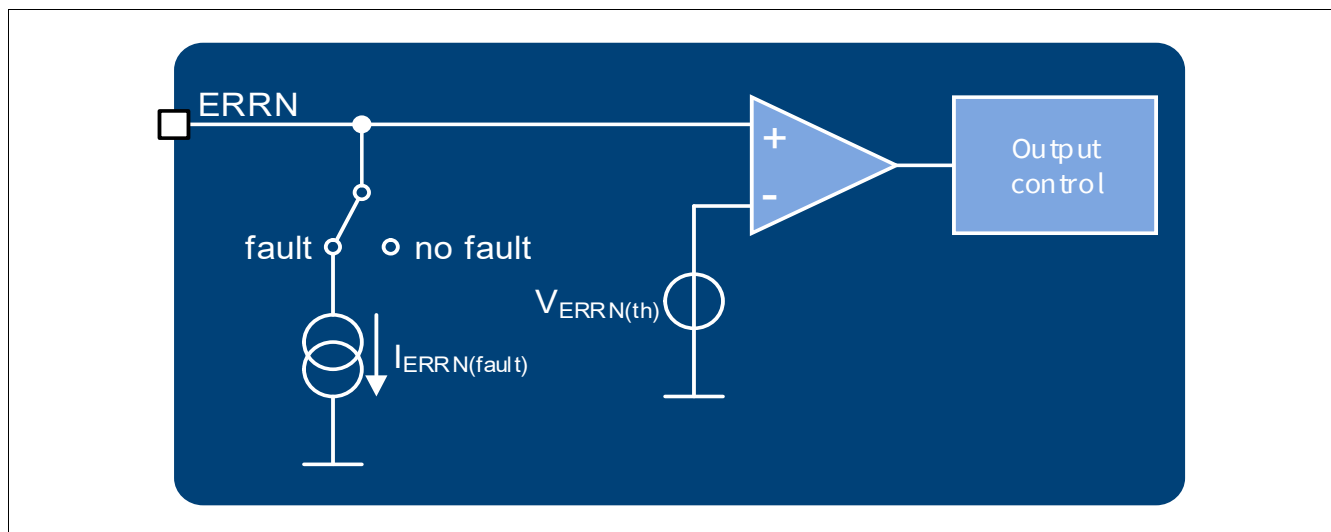 ERRN
+
Output
control
-
fault
no fault
VERRN(th)
IERRN(fault)